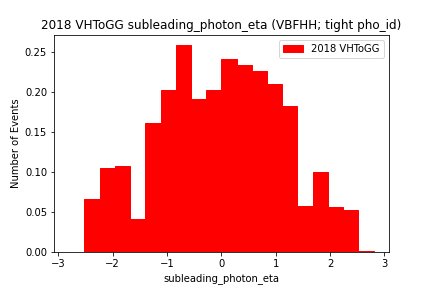 2018 VHToGG subleading_photon_eta (VBFHH; tight pho_id)
2018 VHToGG
Number of Events
0.25
0.20
0.15
0.10
0.05
0.00
−3 −2 −1 0 1 2 3
subleading_photon_eta